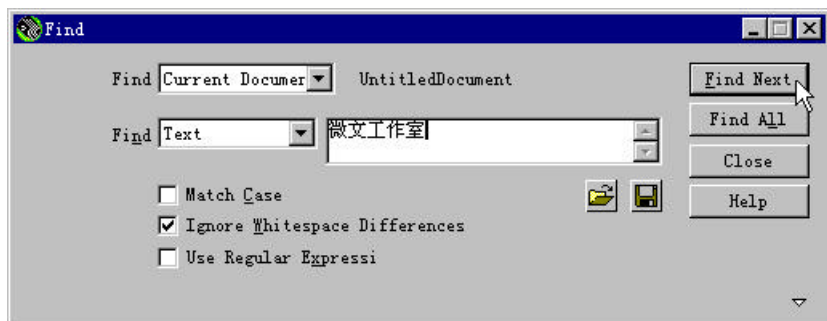 Find
Find Current Documer UntitledDocument Find Next
Find Text 微文工作室 Find All
Close
Match Case Help
Ignore Whitespace Differences
Use Regular Expressi